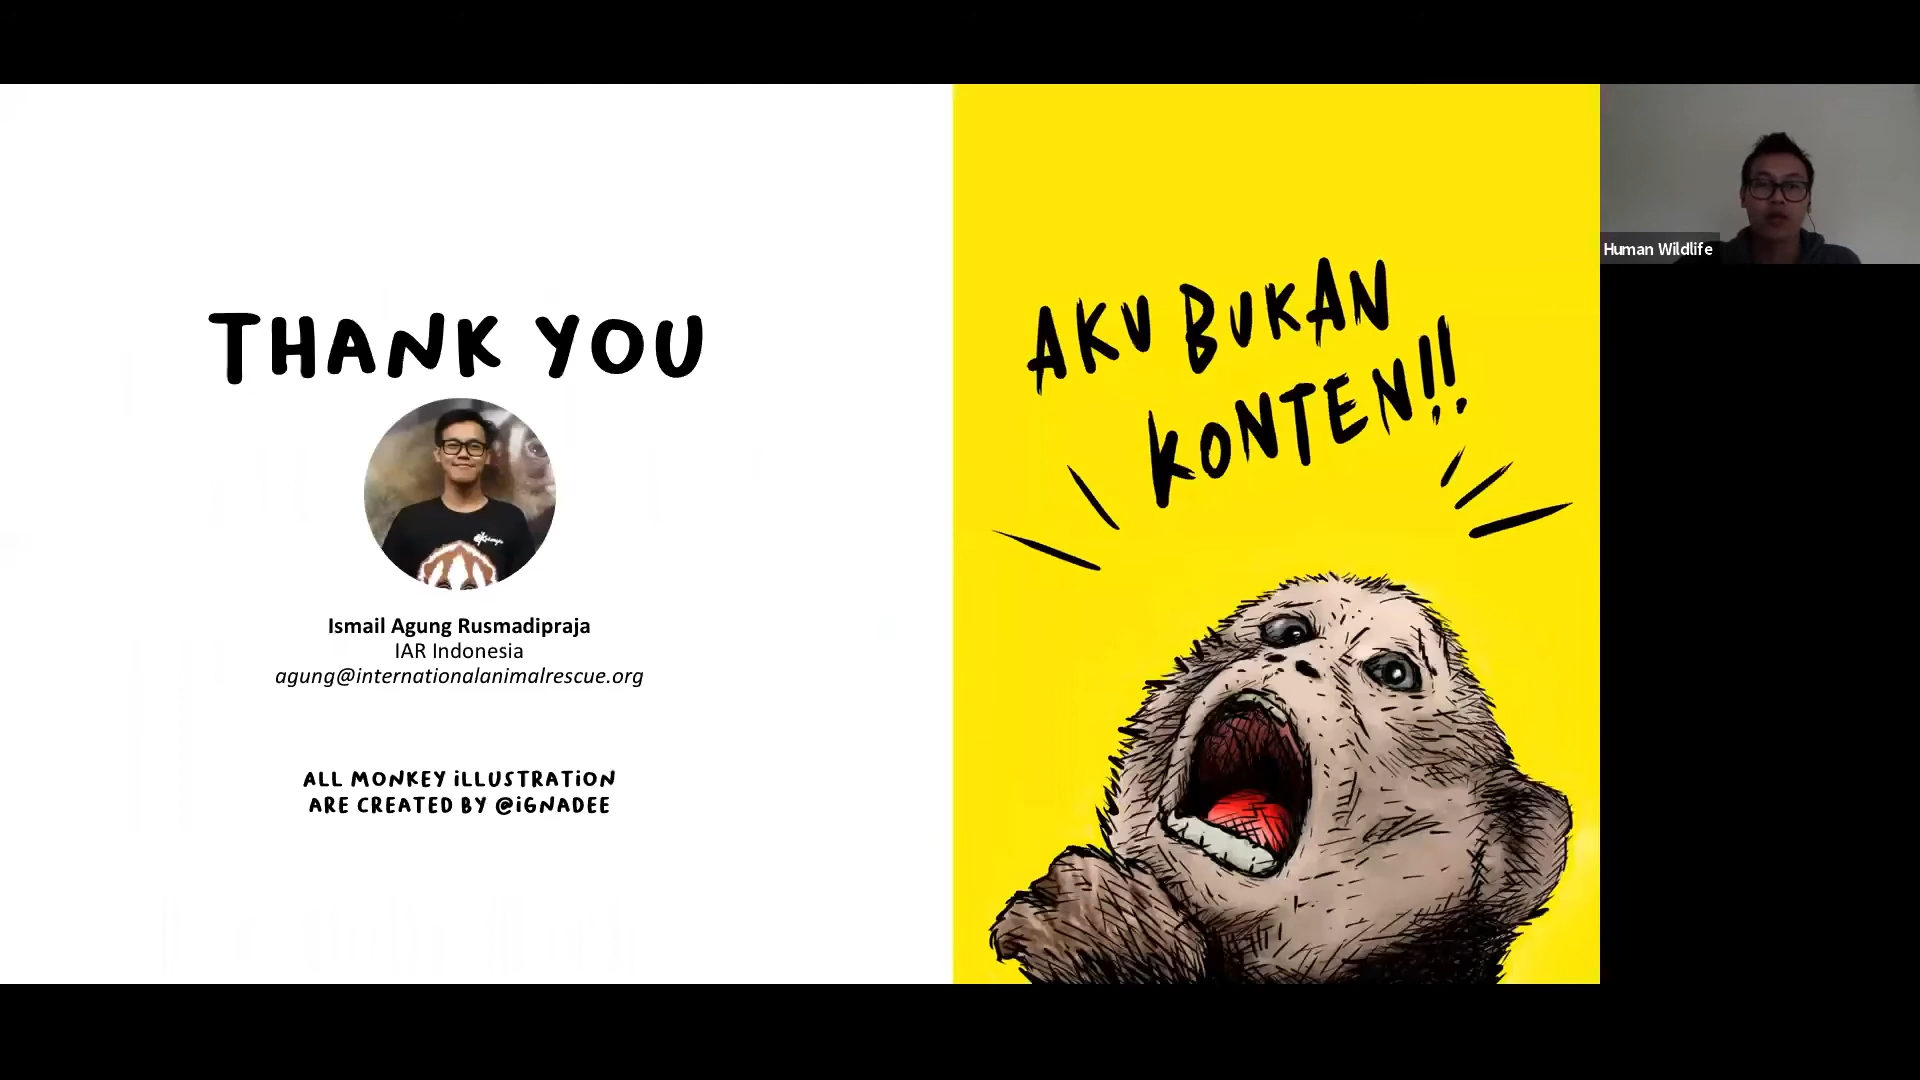 THANK YOU
Ismail Agung Rusmadipraja
IAR Indonesia
agung@internationalanimalrescue.org
ALL MONKEY iLLUSTRATiON
ARE CREATED BY @iGNADEE
AKU BUKAN
KONTEN!!
Human Wildlife